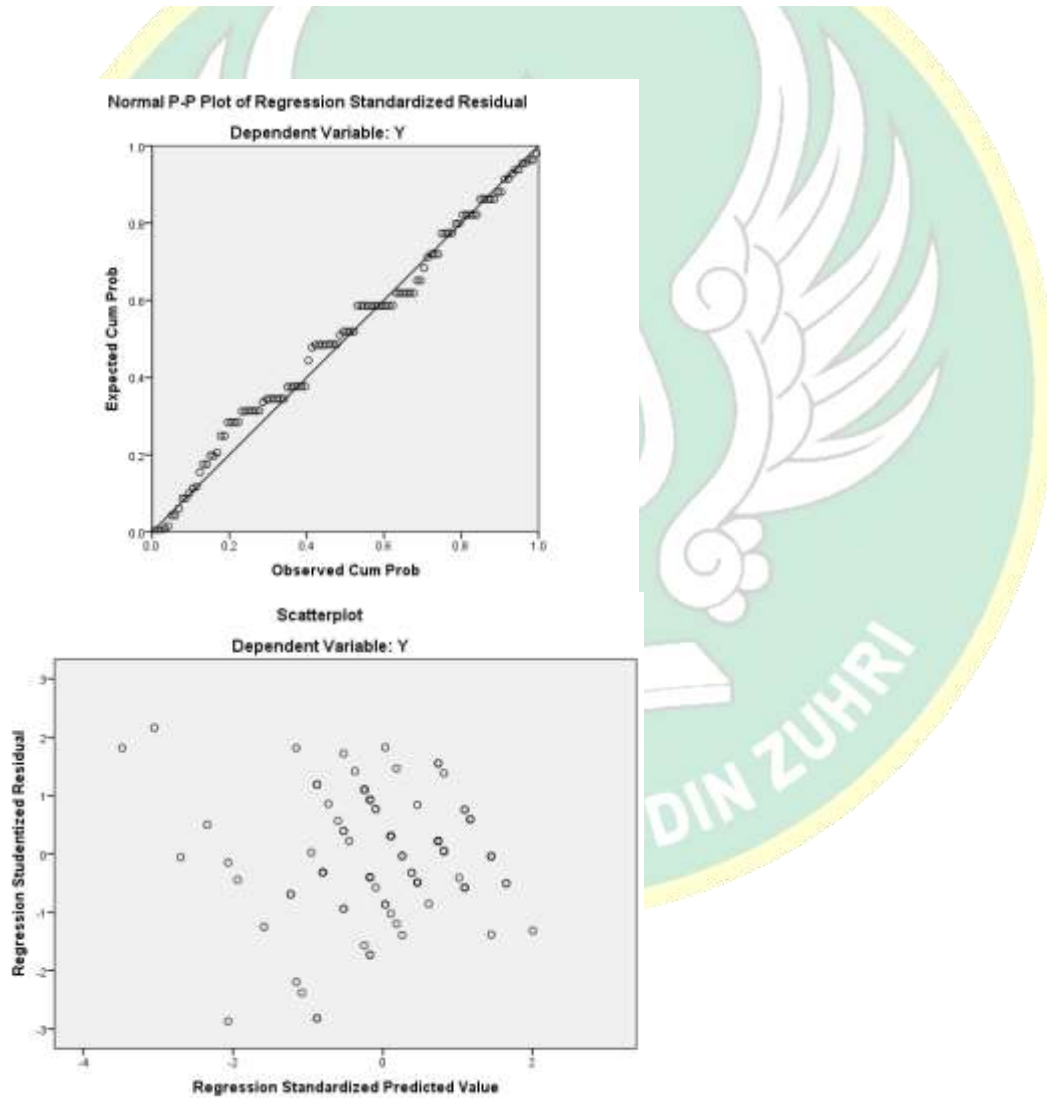 Normal P-P Plot of Regression Standardized Residual
Dependent Variable: Y
1.0
0.8
0.6
0.4
0.2
0.0
Expected Cum Prob
0.0 0.2 0.4 0.6 0.8 1.0
Observed Cum Prob
Scatterplot
Dependent Variable: Y
3
2
1
0
-1
-2
-3
Regression Studentized Residual
-4 -2 0 2
Regression Standardized Predicted Value
DIN ZUHRI